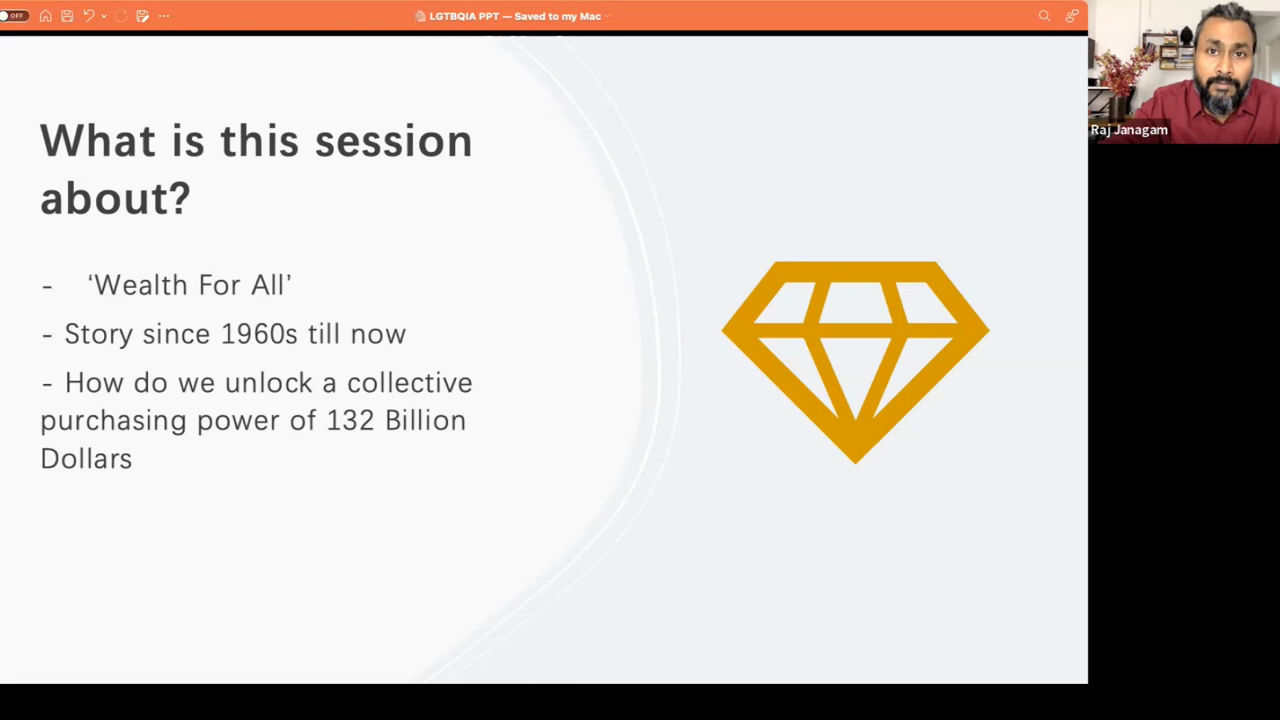 OFF
LGTBQIA PPT — Saved to my Mac
What is this session
about?
- ‘Wealth For All’
- Story since 1960s till now
- How do we unlock a collective
purchasing power of 132 Billion
Dollars
Raj Janagam